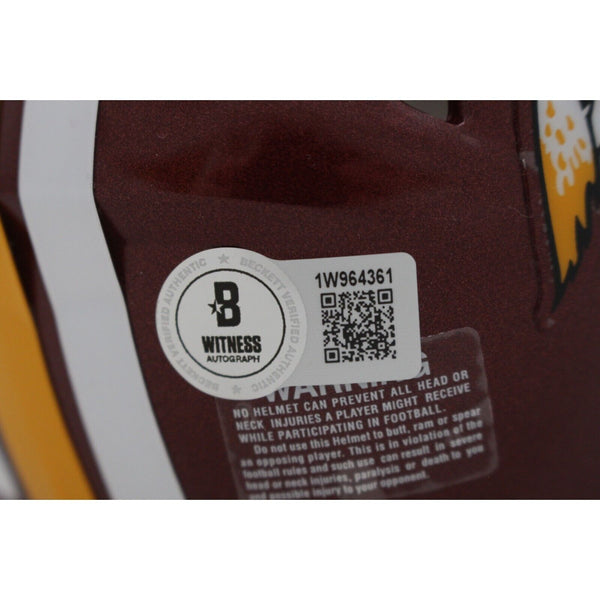 BECKETT VERIFIED AUTHENTIC
BECKETT VERIFIED AUTHENTIC
B
WITNESS
AUTOGRAPH
1W964361
WARNING
NO HELMET CAN PREVENT ALL HEAD OR
NECK INJURIES A PLAYER MIGHT RECEIVE
WHILE PARTICIPATING IN FOOTBALL.
Do not use this Helmet to butt, ram or spear
an opposing player. This is in violation of the
football rules and such use can result in severe
head or neck injuries, paralysis or death to you
and possible injury to your opponent.